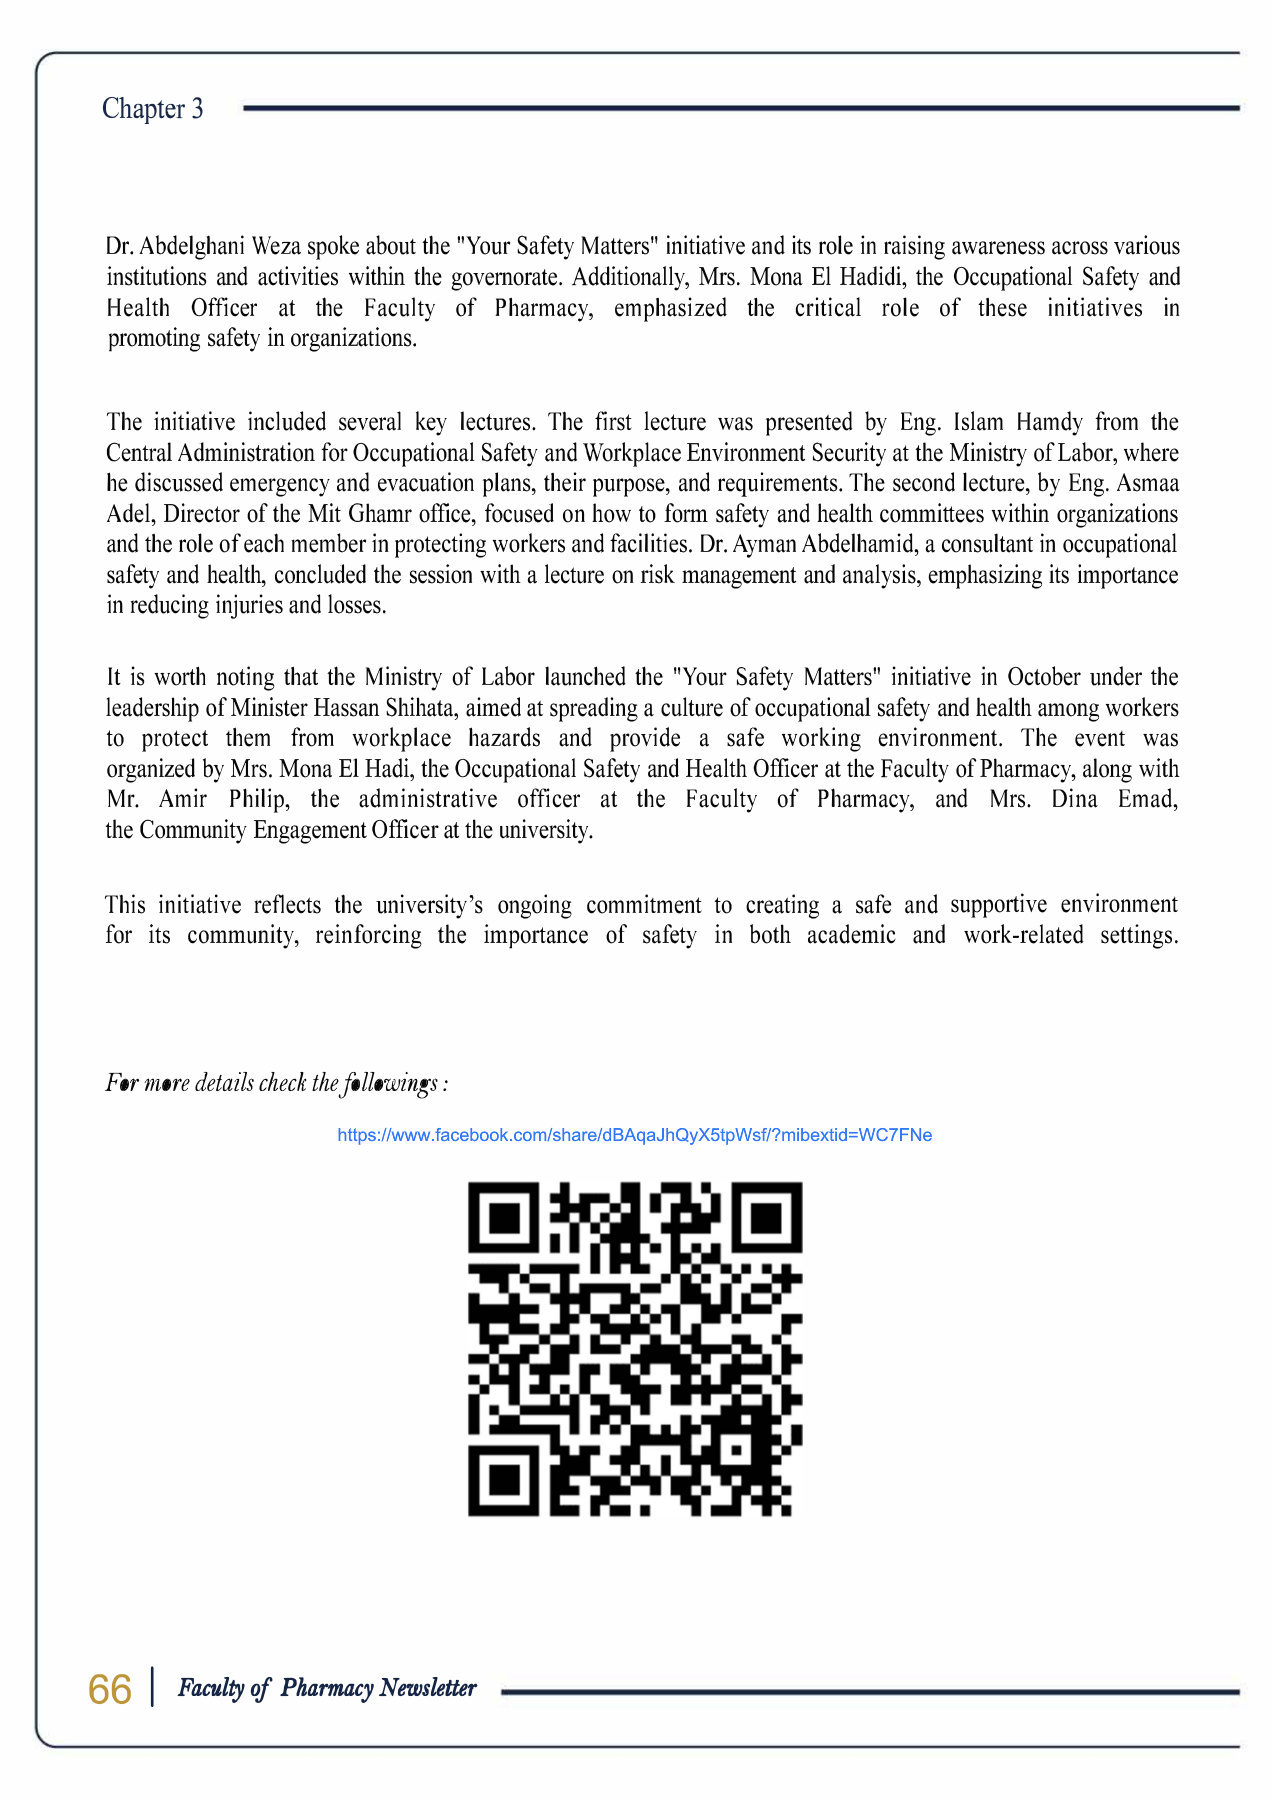 Chapter 3
Dr. Abdelghani Weza spoke about the "Your Safety Matters" initiative and its role in raising awareness across various
institutions and activities within the governorate. Additionally, Mrs. Mona El Hadidi, the Occupational Safety and
Health Officer at the Faculty of Pharmacy, emphasized the critical role of these initiatives in
promoting safety in organizations.
The initiative included several key lectures. The first lecture was presented by Eng. Islam Hamdy from the
Central Administration for Occupational Safety and Workplace Environment Security at the Ministry of Labor, where
he discussed emergency and evacuation plans, their purpose, and requirements. The second lecture, by Eng. Asmaa
Adel, Director of the Mit Ghamr office, focused on how to form safety and health committees within organizations
and the role of each member in protecting workers and facilities. Dr. Ayman Abdelhamid, a consultant in occupational
safety and health, concluded the session with a lecture on risk management and analysis, emphasizing its importance
in reducing injuries and losses.
It is worth noting that the Ministry of Labor launched the "Your Safety Matters" initiative in October under the
leadership of Minister Hassan Shihata, aimed at spreading a culture of occupational safety and health among workers
to protect them from workplace hazards and provide a safe working environment. The event was
organized by Mrs. Mona El Hadi, the Occupational Safety and Health Officer at the Faculty of Pharmacy, along with
Mr. Amir Philip, the administrative officer at the Faculty of Pharmacy, and Mrs. Dina Emad,
the Community Engagement Officer at the university.
This initiative reflects the university’s ongoing commitment to creating a safe and supportive environment
for its community, reinforcing the importance of safety in both academic and work-related settings.
For more details check the followings :
https://www.facebook.com/share/dBAqaJhQyX5tpWsf/?mibextid=WC7FNe
66 | Faculty of Pharmacy Newsletter